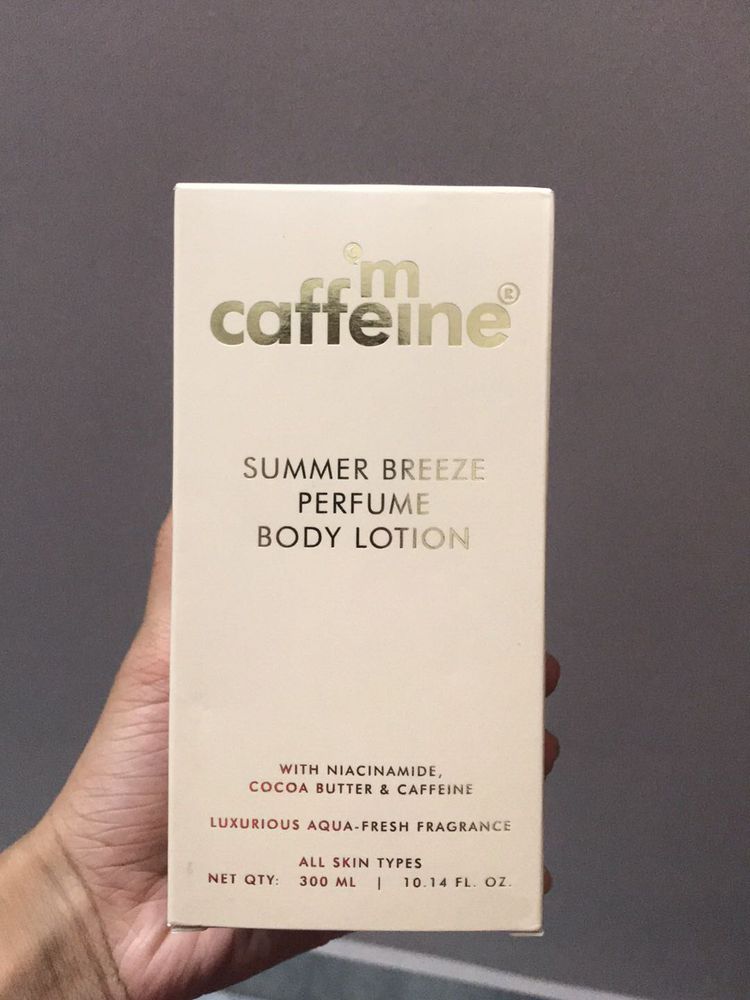 'm
caffeine®
SUMMER BREEZE
PERFUME
BODY LOTION
WITH NIACINAMIDE,
COCOA BUTTER & CAFFEINE
LUXURIOUS AQUA-FRESH FRAGRANCE
ALL SKIN TYPES
NET QTY: 300 ML | 10.14 FL. OZ.